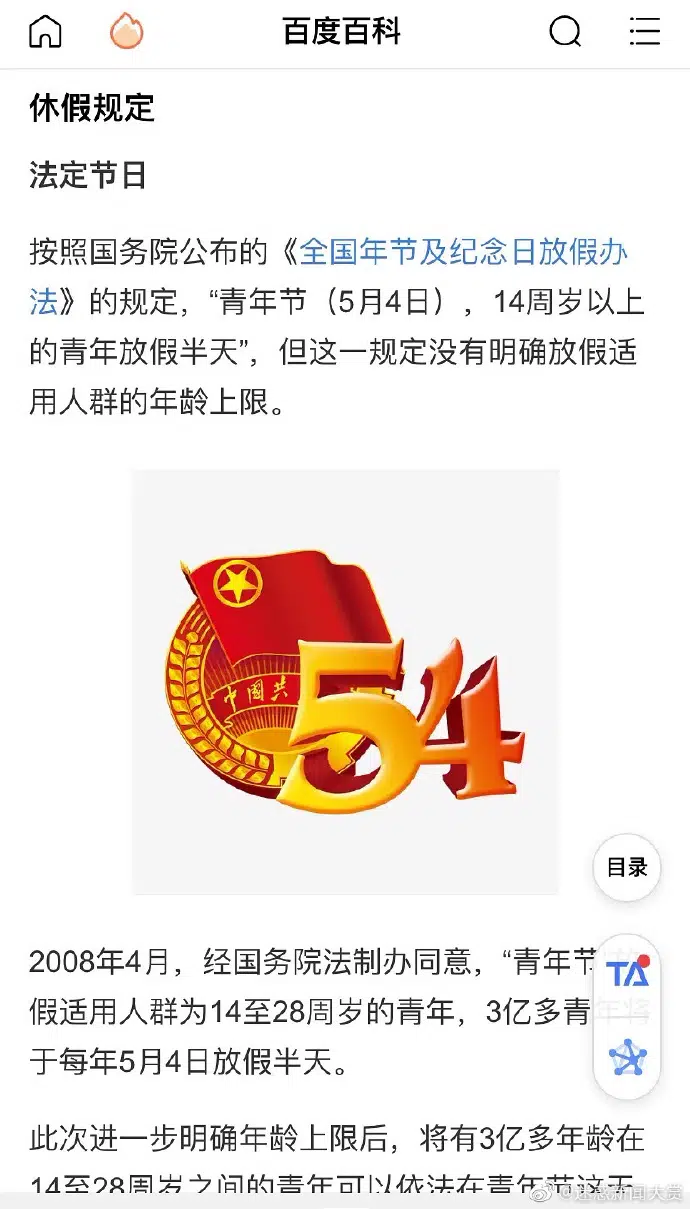 百度百科
休假规定
法定节日
按照国务院公布的《全国年节及纪念日放假办
法》的规定，“青年节（5月4日），14周岁以上
的青年放假半天”，但这一规定没有明确放假适
用人群的年龄上限。
中國共
54
目录
2008年4月，经国务院法制办同意，“青年节”放
假适用人群为14至28周岁的青年，3亿多青年将
于每年5月4日放假半天。
TA
此次进一步明确年龄上限后，将有3亿多年龄在
14至28周岁之间的青年可以依法在青年节这天
@迷惑新闻大赏